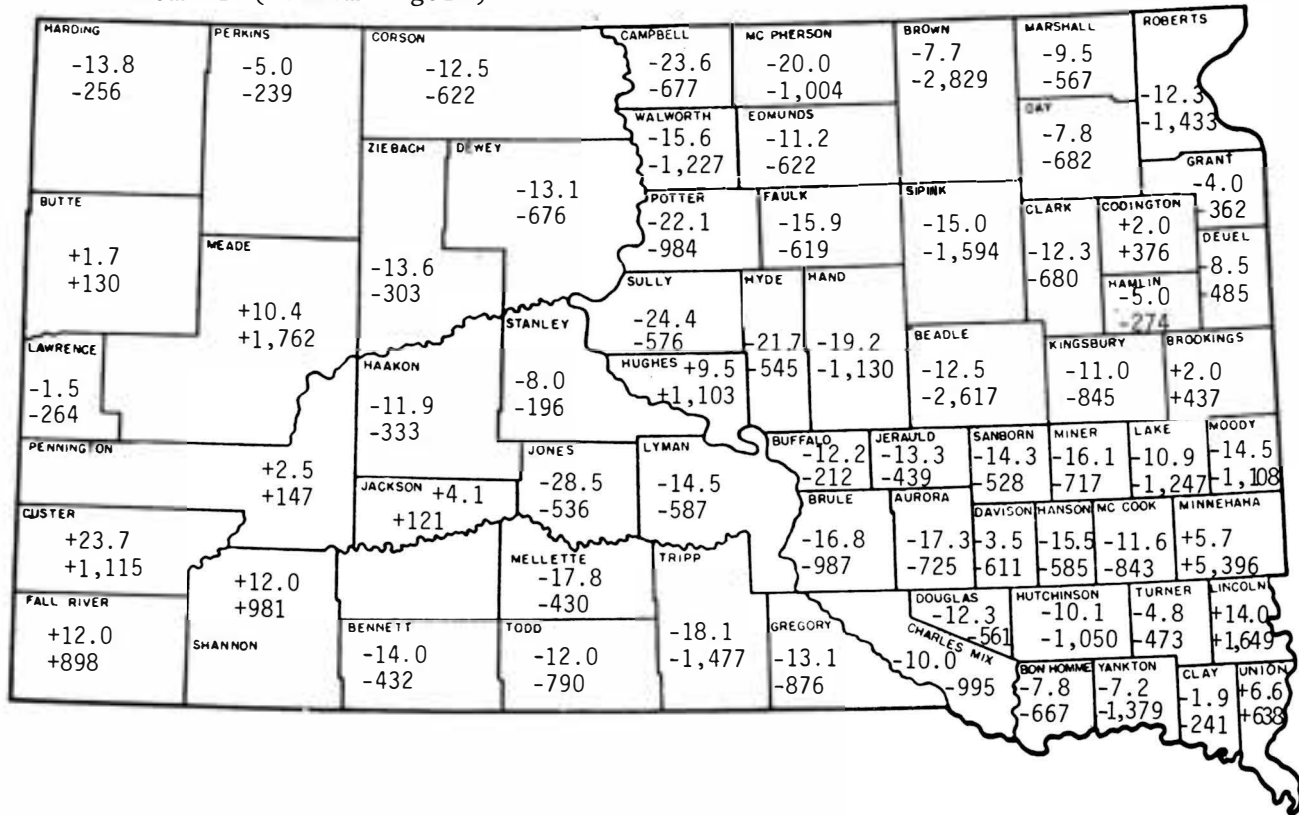 HARDING
-13.8
-256
PERKINS
-5.0
-239
CORSON
-12.5
-622
CAMPBELL
-23.6
-677
MC PHERSON
-20.0
-1,004
BROWN
-7.7
-2,829
MARSHALL
-9.5
-567
ROBERTS
-12.3
-1,433
WALWORTH
-15.6
-1,227
EDMUNDS
-11.2
-622
DAY
-7.8
-682
GRANT
-4.0
-362
ZIEBACH
-13.6
-303
DEWEY
-13.1
-676
BUTTE
+1.7
+130
MEADE
+10.4
+1,762
POTTER
-22.1
-984
FAULK
-15.9
-619
SIPINK
-15.0
-1,594
CLARK
-12.3
-680
CODINGTON
+2.0
+376
DEUEL
-8.5
-485
HAMLIN
-5.0
-274
SULLY
-24.4
-576
HYDE
-21.7
-545
HAND
-19.2
-1,130
STANLEY
-8.0
-196
LAWRENCE
-1.5
-264
HAAKON
-11.9
-333
HUGHES +9.5
+1,103
BEADLE
-12.5
-2,617
KINGSBURY
-11.0
-845
BROOKINGS
+2.0
+437
PENNINGTON
+2.5
+147
JACKSON +4.1
+121
JONES
-28.5
-536
LYMAN
-14.5
-587
BUFFALO
-12.2
-212
JERAULD
-13.3
-439
SANBORN
-14.3
-528
MINER
-16.1
-717
LAKE
-10.9
-1,247
MOODY
-14.5
-1,108
CUSTER
+23.7
+1,115
BRULE
-16.8
-987
AURORA
-17.3
-725
DAVISON
-3.5
-611
HANSON
-15.5
-585
MC COOK
-11.6
-843
MINNEHAHA
+5.7
+5,396
FALL RIVER
+12.0
+898
+12.0
+981
SHANNON
MELLETTE
-17.8
-430
TRIPP
-18.1
-1,477
BENNETT
-14.0
-432
TODD
-12.0
-790
GREGORY
-13.1
-876
DOUGLAS
-12.3
-561
CHARLES MIX
-10.0
-995
HUTCHINSON
-10.1
-1,050
TURNER
-4.8
-473
LINCOLN
+14.0
+1,649
BON HOMME
-7.8
-667
YANKTON
-7.2
-1,379
CLAY
-1.9
-241
UNION
+6.6
+638